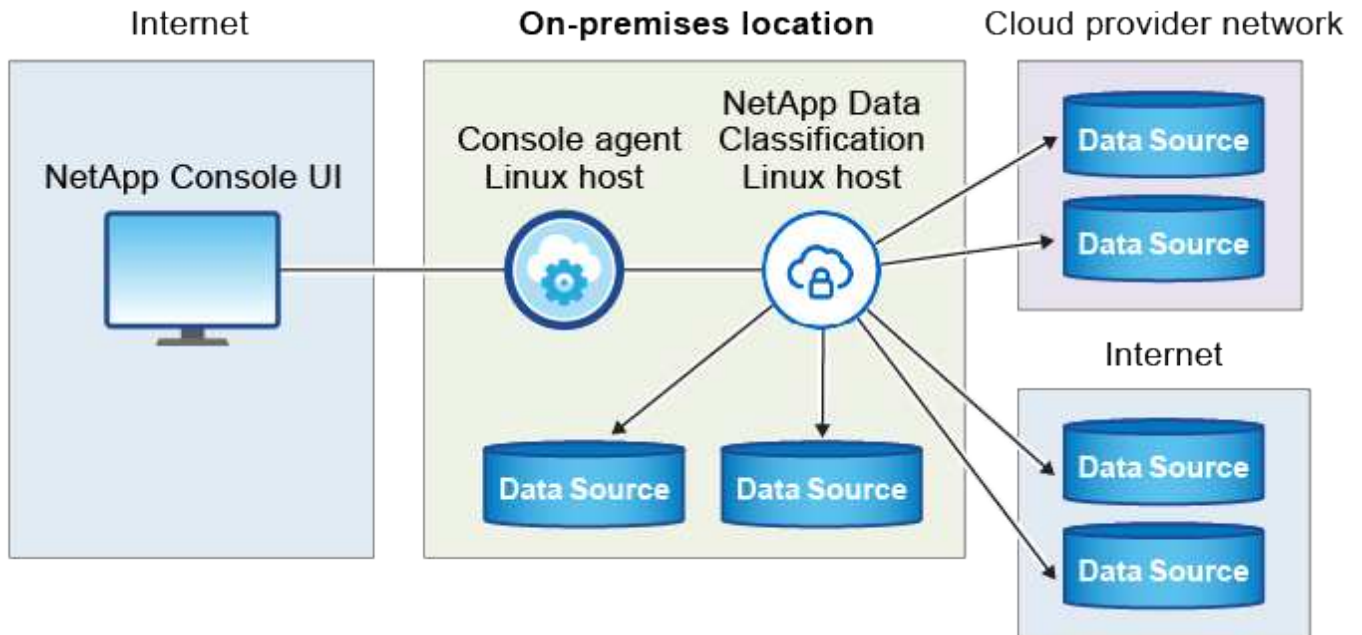 Internet
NetApp Console UI
On-premises location
Console agent
Linux host
NetApp Data
Classification
Linux host
Data Source
Data Source
Cloud provider network
Data Source
Data Source
Internet
Data Source
Data Source